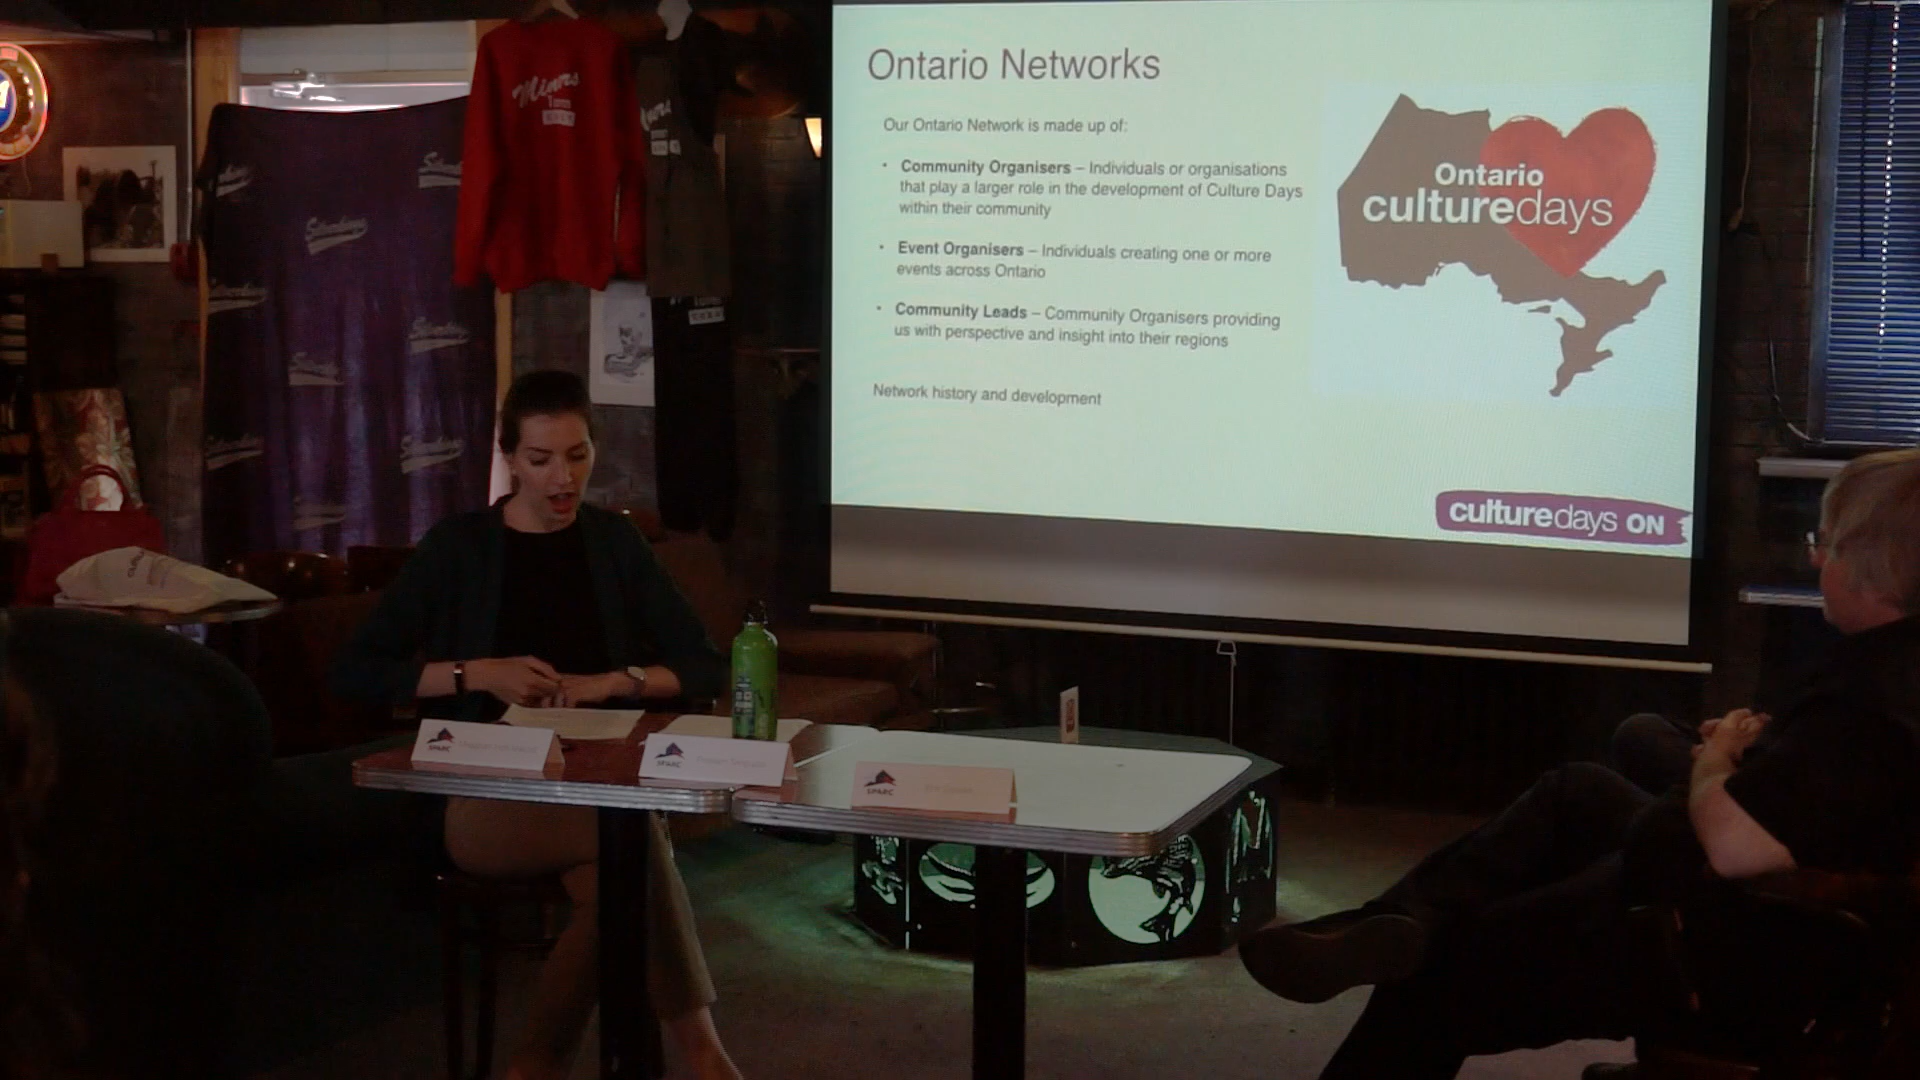 Ontario Networks
Our Ontario Network is made up of:
• Community Organisers – Individuals or organisations
that play a larger role in the development of Culture Days
within their community
• Event Organisers – Individuals creating one or more
events across Ontario
• Community Leads – Community Organisers providing
us with perspective and insight into their regions
Network history and development
Ontario
culturedays
culturedays ON
Miners
Town
SPARC
SPARC
SPARC